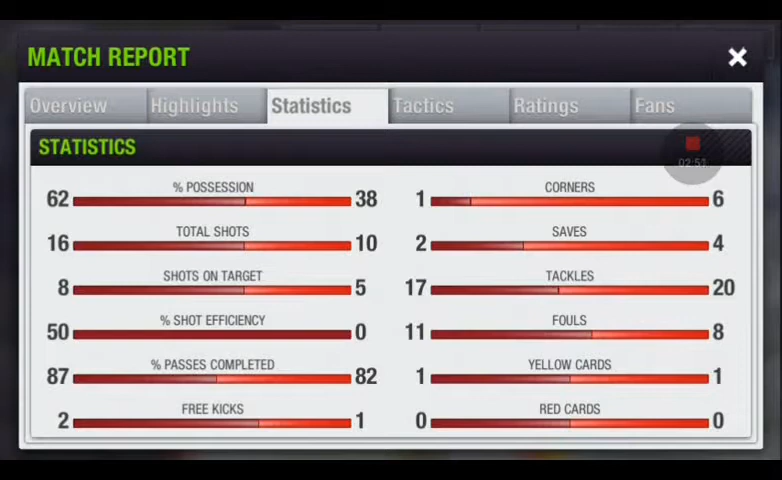 MATCH REPORT
Overview Highlights Statistics Tactics Ratings Fans
STATISTICS
02:51
% POSSESSION
62 38
TOTAL SHOTS
16 10
SHOTS ON TARGET
8 5
% SHOT EFFICIENCY
50 0
% PASSES COMPLETED
87 82
FREE KICKS
2 1
CORNERS
1 6
SAVES
2 4
TACKLES
17 20
FOULS
11 8
YELLOW CARDS
1 1
RED CARDS
0 0